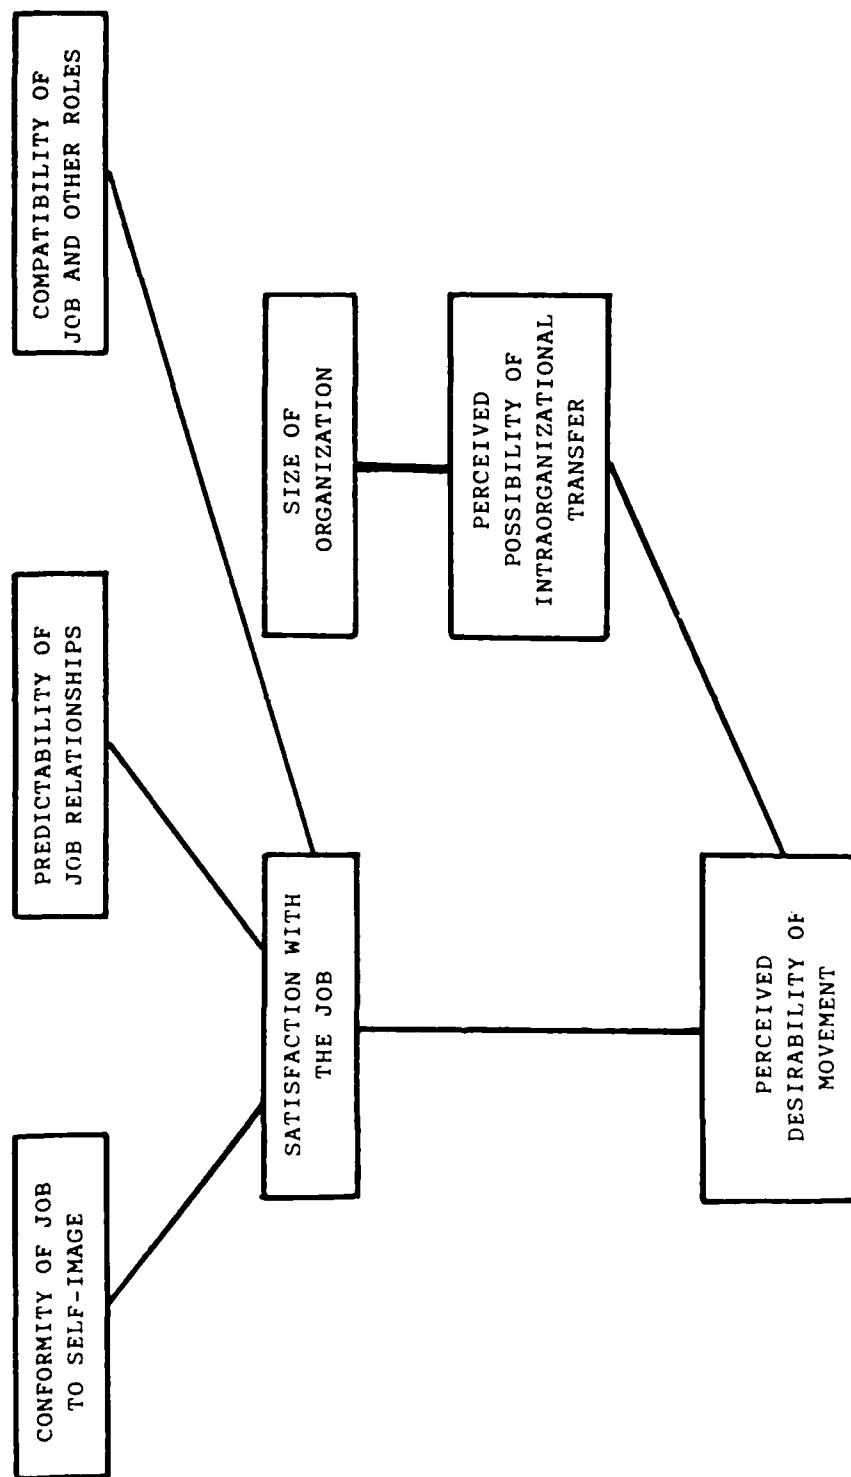 CONFORMITY OF JOB
TO SELF-IMAGE
PREDICTABILITY OF
JOB RELATIONSHIPS
COMPATIBILITY OF
JOB AND OTHER ROLES
SATISFACTION WITH
THE JOB
SIZE OF
ORGANIZATION
PERCEIVED
POSSIBILITY OF
INTRAORGANIZATIONAL
TRANSFER
PERCEIVED
DESIRABILITY OF
MOVEMENT